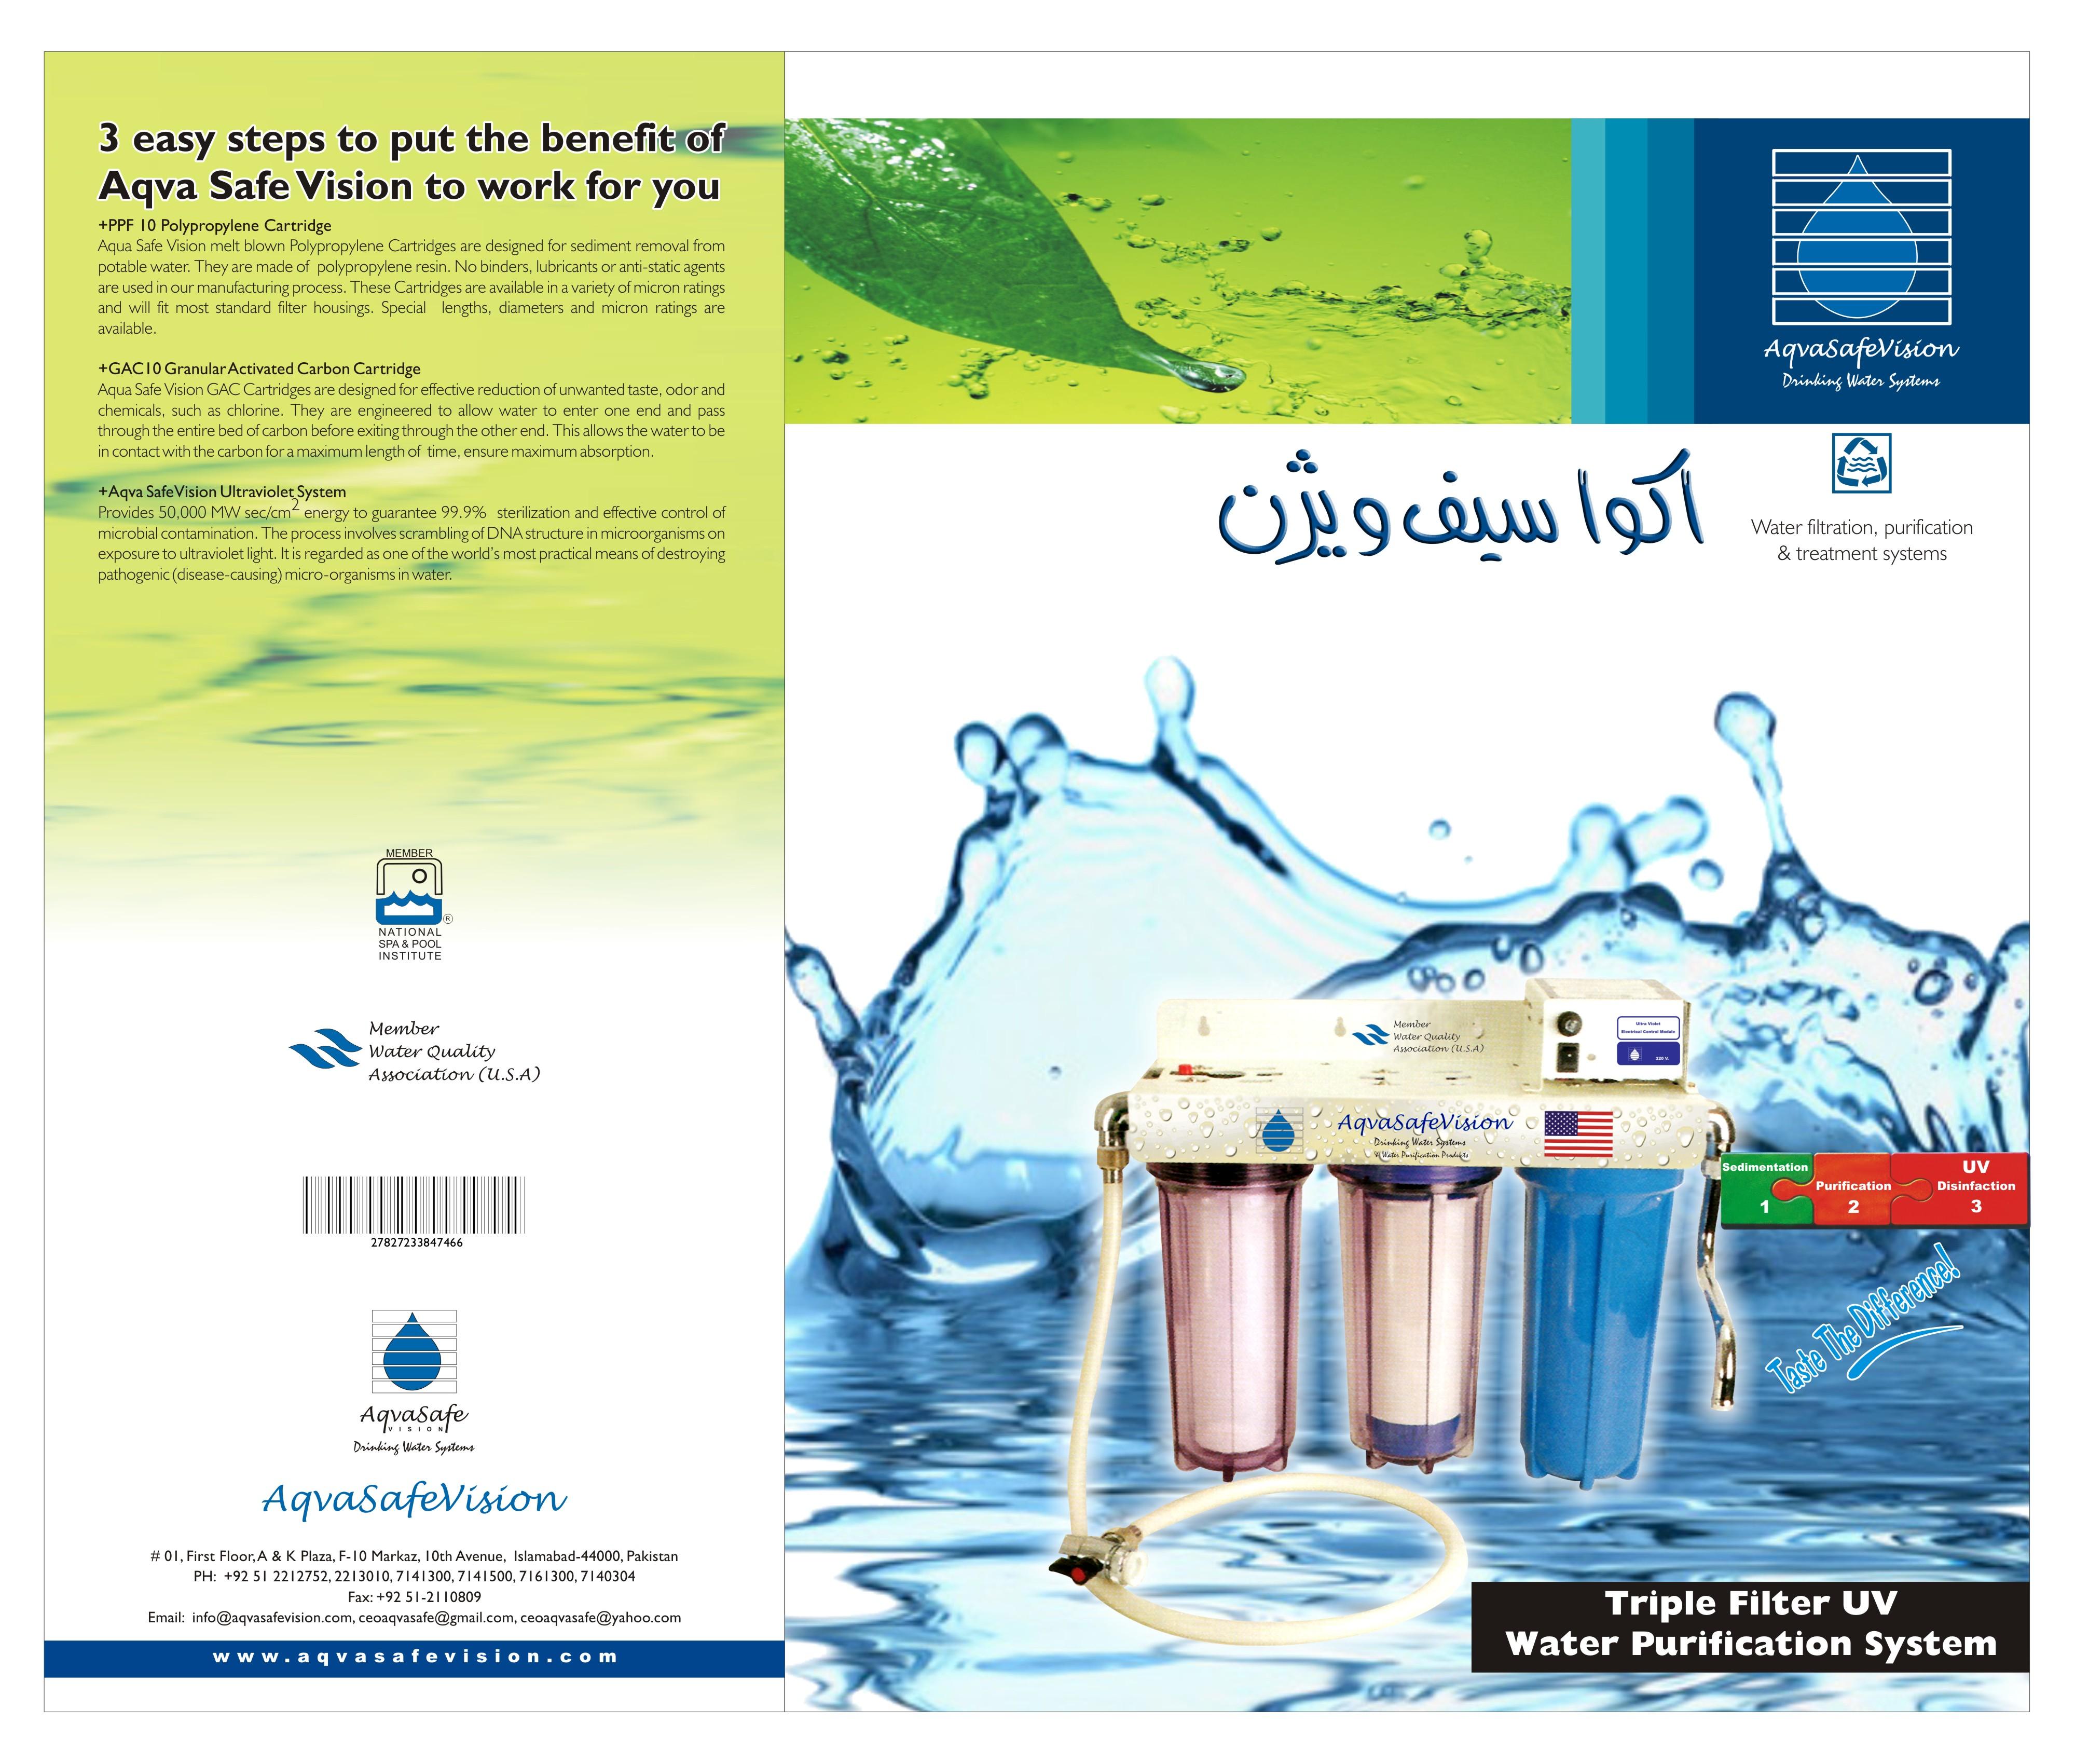 3 easy steps to put the benefit of
Aqva Safe Vision to work for you
+PPF 10 Polypropylene Cartridge
Aqua Safe Vision melt blown Polypropylene Cartridges are designed for sediment removal from
potable water. They are made of polypropylene resin. No binders, lubricants or anti-static agents
are used in our manufacturing process. These Cartridges are available in a variety of micron ratings
and will fit most standard filter housings. Special lengths, diameters and micron ratings are
available.
+GAC10 Granular Activated Carbon Cartridge
Aqua Safe Vision GAC Cartridges are designed for effective reduction of unwanted taste, odor and
chemicals, such as chlorine. They are engineered to allow water to enter one end and pass
through the entire bed of carbon before exiting through the other end. This allows the water to be
in contact with the carbon for a maximum length of time, ensure maximum absorption.
+Aqva Safe Vision Ultraviolet System
Provides 50,000 MW sec/cm² energy to guarantee 99.9% sterilization and effective control of
microbial contamination. The process involves scrambling of DNA structure in microorganisms on
exposure to ultraviolet light. It is regarded as one of the world's most practical means of destroying
pathogenic (disease-causing) micro-organisms in water.
MEMBER
®
NATIONAL
SPA & POOL
INSTITUTE
Member
Water Quality
Association (U.S.A)
27827233847466
AqvaSafe
VISION
Drinking Water Systems
AqvaSafeVision
# 01, First Floor, A & K Plaza, F-10 Markaz, 10th Avenue, Islamabad-44000, Pakistan
PH: +92 51 2212752, 2213010, 7141300, 7141500, 7161300, 7140304
Fax: +92 51-2110809
Email: info@aqvasafevision.com, ceoaqvasafe@gmail.com, ceoaqvasafe@yahoo.com
www.aqvasafevision.com
AqvaSafeVision
Drinking Water Systems
اکوا سیف ویژن
Water filtration, purification
& treatment systems
Member
Water Quality
Association (U.S.A)
Ultra Violet
Electrical Control Module
220 V.
AqvaSafeVision
Drinking Water Systems
Water Purification Products
Sedimentation
1
Purification
2
UV
Disinfaction
3
Taste The Difference!
Triple Filter UV
Water Purification System